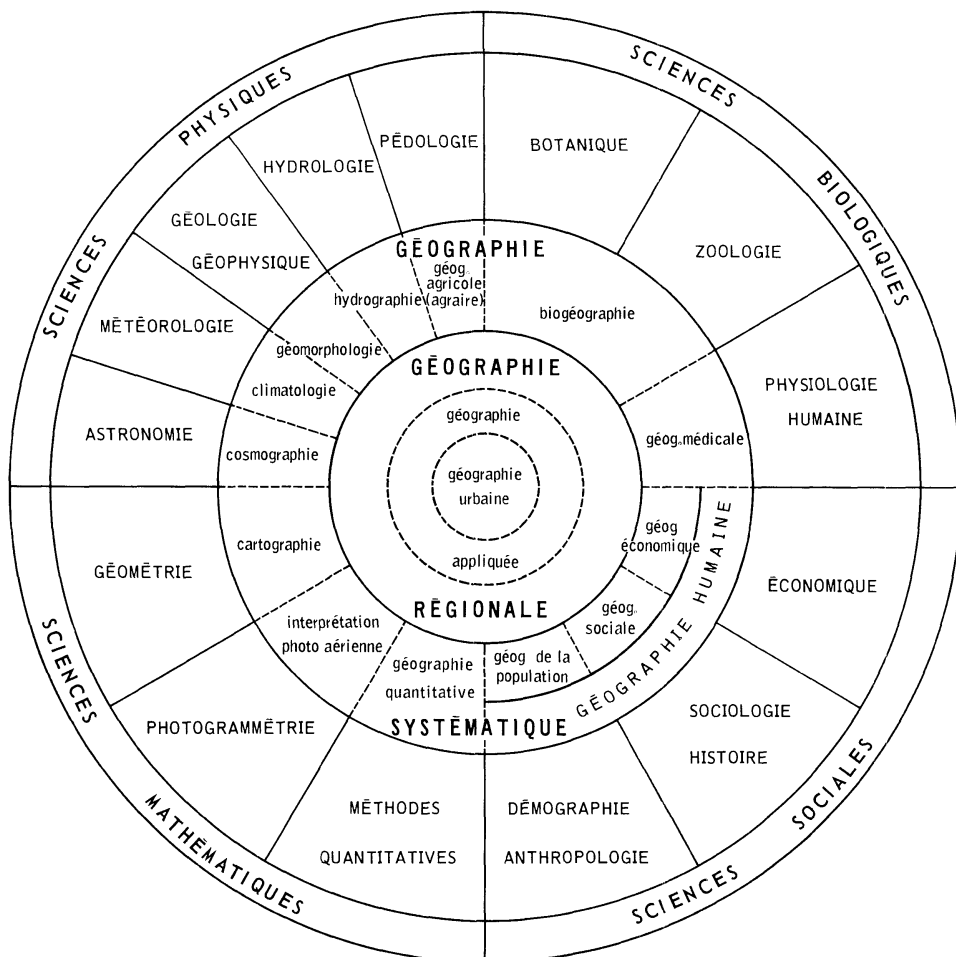 SCIENCES PHYSIQUES
SCIENCES BIOLOGIQUES
SCIENCES MATHÉMATIQUES
SCIENCES SOCIALES
PÉDOLOGIE
HYDROLOGIE
GÉOLOGIE
GÉOPHYSIQUE
MÉTÉOROLOGIE
ASTRONOMIE
BOTANIQUE
ZOOLOGIE
PHYSIOLOGIE
HUMAINE
GÉOMÉTRIE
PHOTOGRAMMÉTRIE
MÉTHODES
QUANTITATIVES
DÉMOGRAPHIE
ANTHROPOLOGIE
SOCIOLOGIE
HISTOIRE
ÉCONOMIQUE
GÉOGRAPHIE
géog.
agricole
(agraire)
hydrographie
géomorphologie
climatologie
cosmographie
biogéographie
géog. médicale
cartographie
interprétation
photo aérienne
géographie
quantitative
géog de la
population
géog.
sociale
géog
économique
GÉOGRAPHIE HUMAINE
SYSTÉMATIQUE
GÉOGRAPHIE
géographie
géographie
urbaine
appliquée
RÉGIONALE